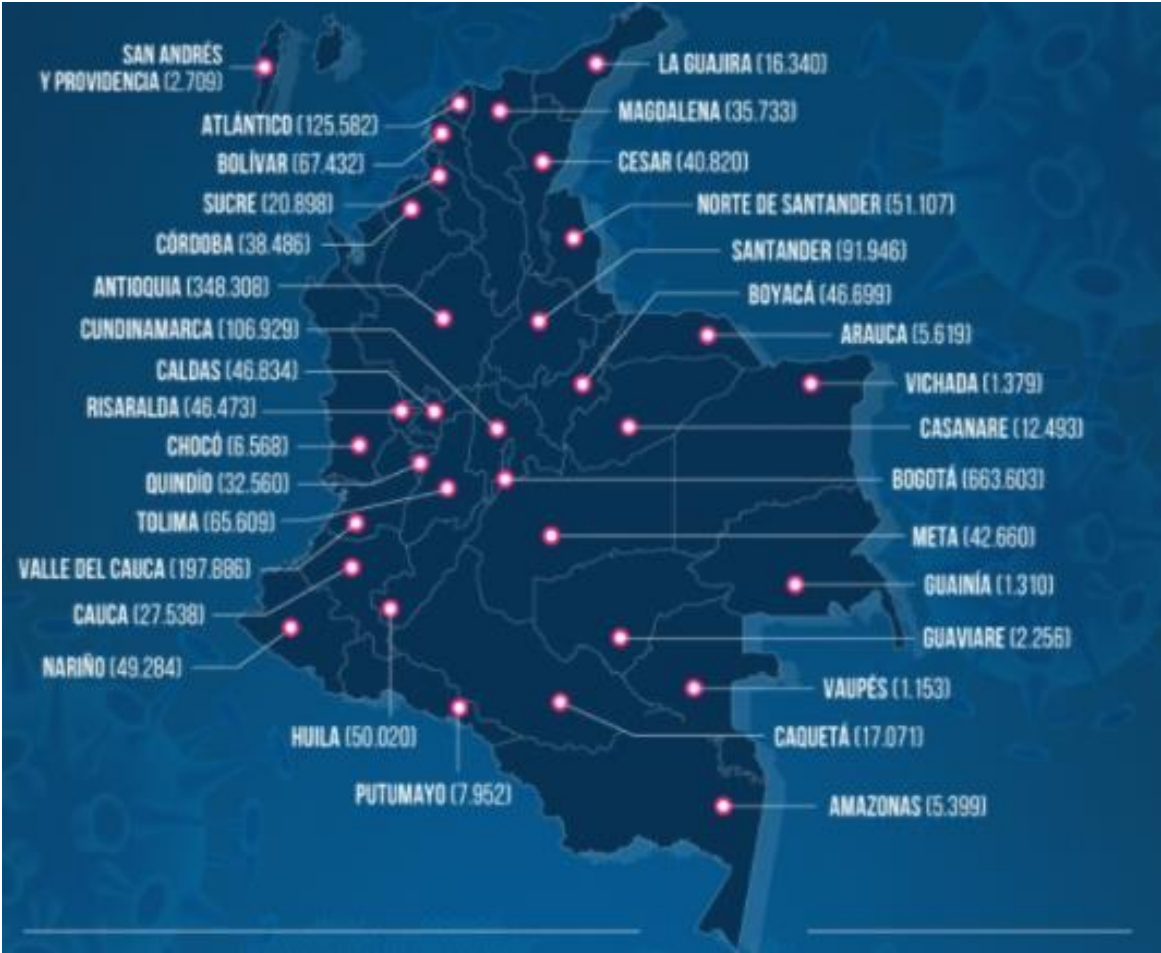 SAN ANDRÉS
Y PROVIDENCIA (2.709)
ATLÁNTICO (125.582)
BOLÍVAR (67.432)
SUCRE (20.898)
CÓRDOBA (38.486)
ANTIOQUIA (348.308)
CUNDINAMARCA (106.929)
CALDAS (46.834)
RISARALDA (46.473)
CHOCÓ (6.568)
QUINDÍO (32.560)
TOLIMA (65.609)
VALLE DEL CAUCA (197.886)
CAUCA (27.538)
NARIÑO (49.284)
HUILA (50.020)
PUTUMAYO (7.952)
LA GUAJIRA (16.340)
MAGDALENA (35.733)
CESAR (40.820)
NORTE DE SANTANDER (51.107)
SANTANDER (91.946)
BOYACÁ (46.699)
ARAUCA (5.619)
VICHADA (1.379)
CASANARE (12.493)
BOGOTÁ (663.603)
META (42.660)
GUAINÍA (1.310)
GUAVIARE (2.256)
VAUPÉS (1.153)
CAQUETÁ (17.071)
AMAZONAS (5.399)